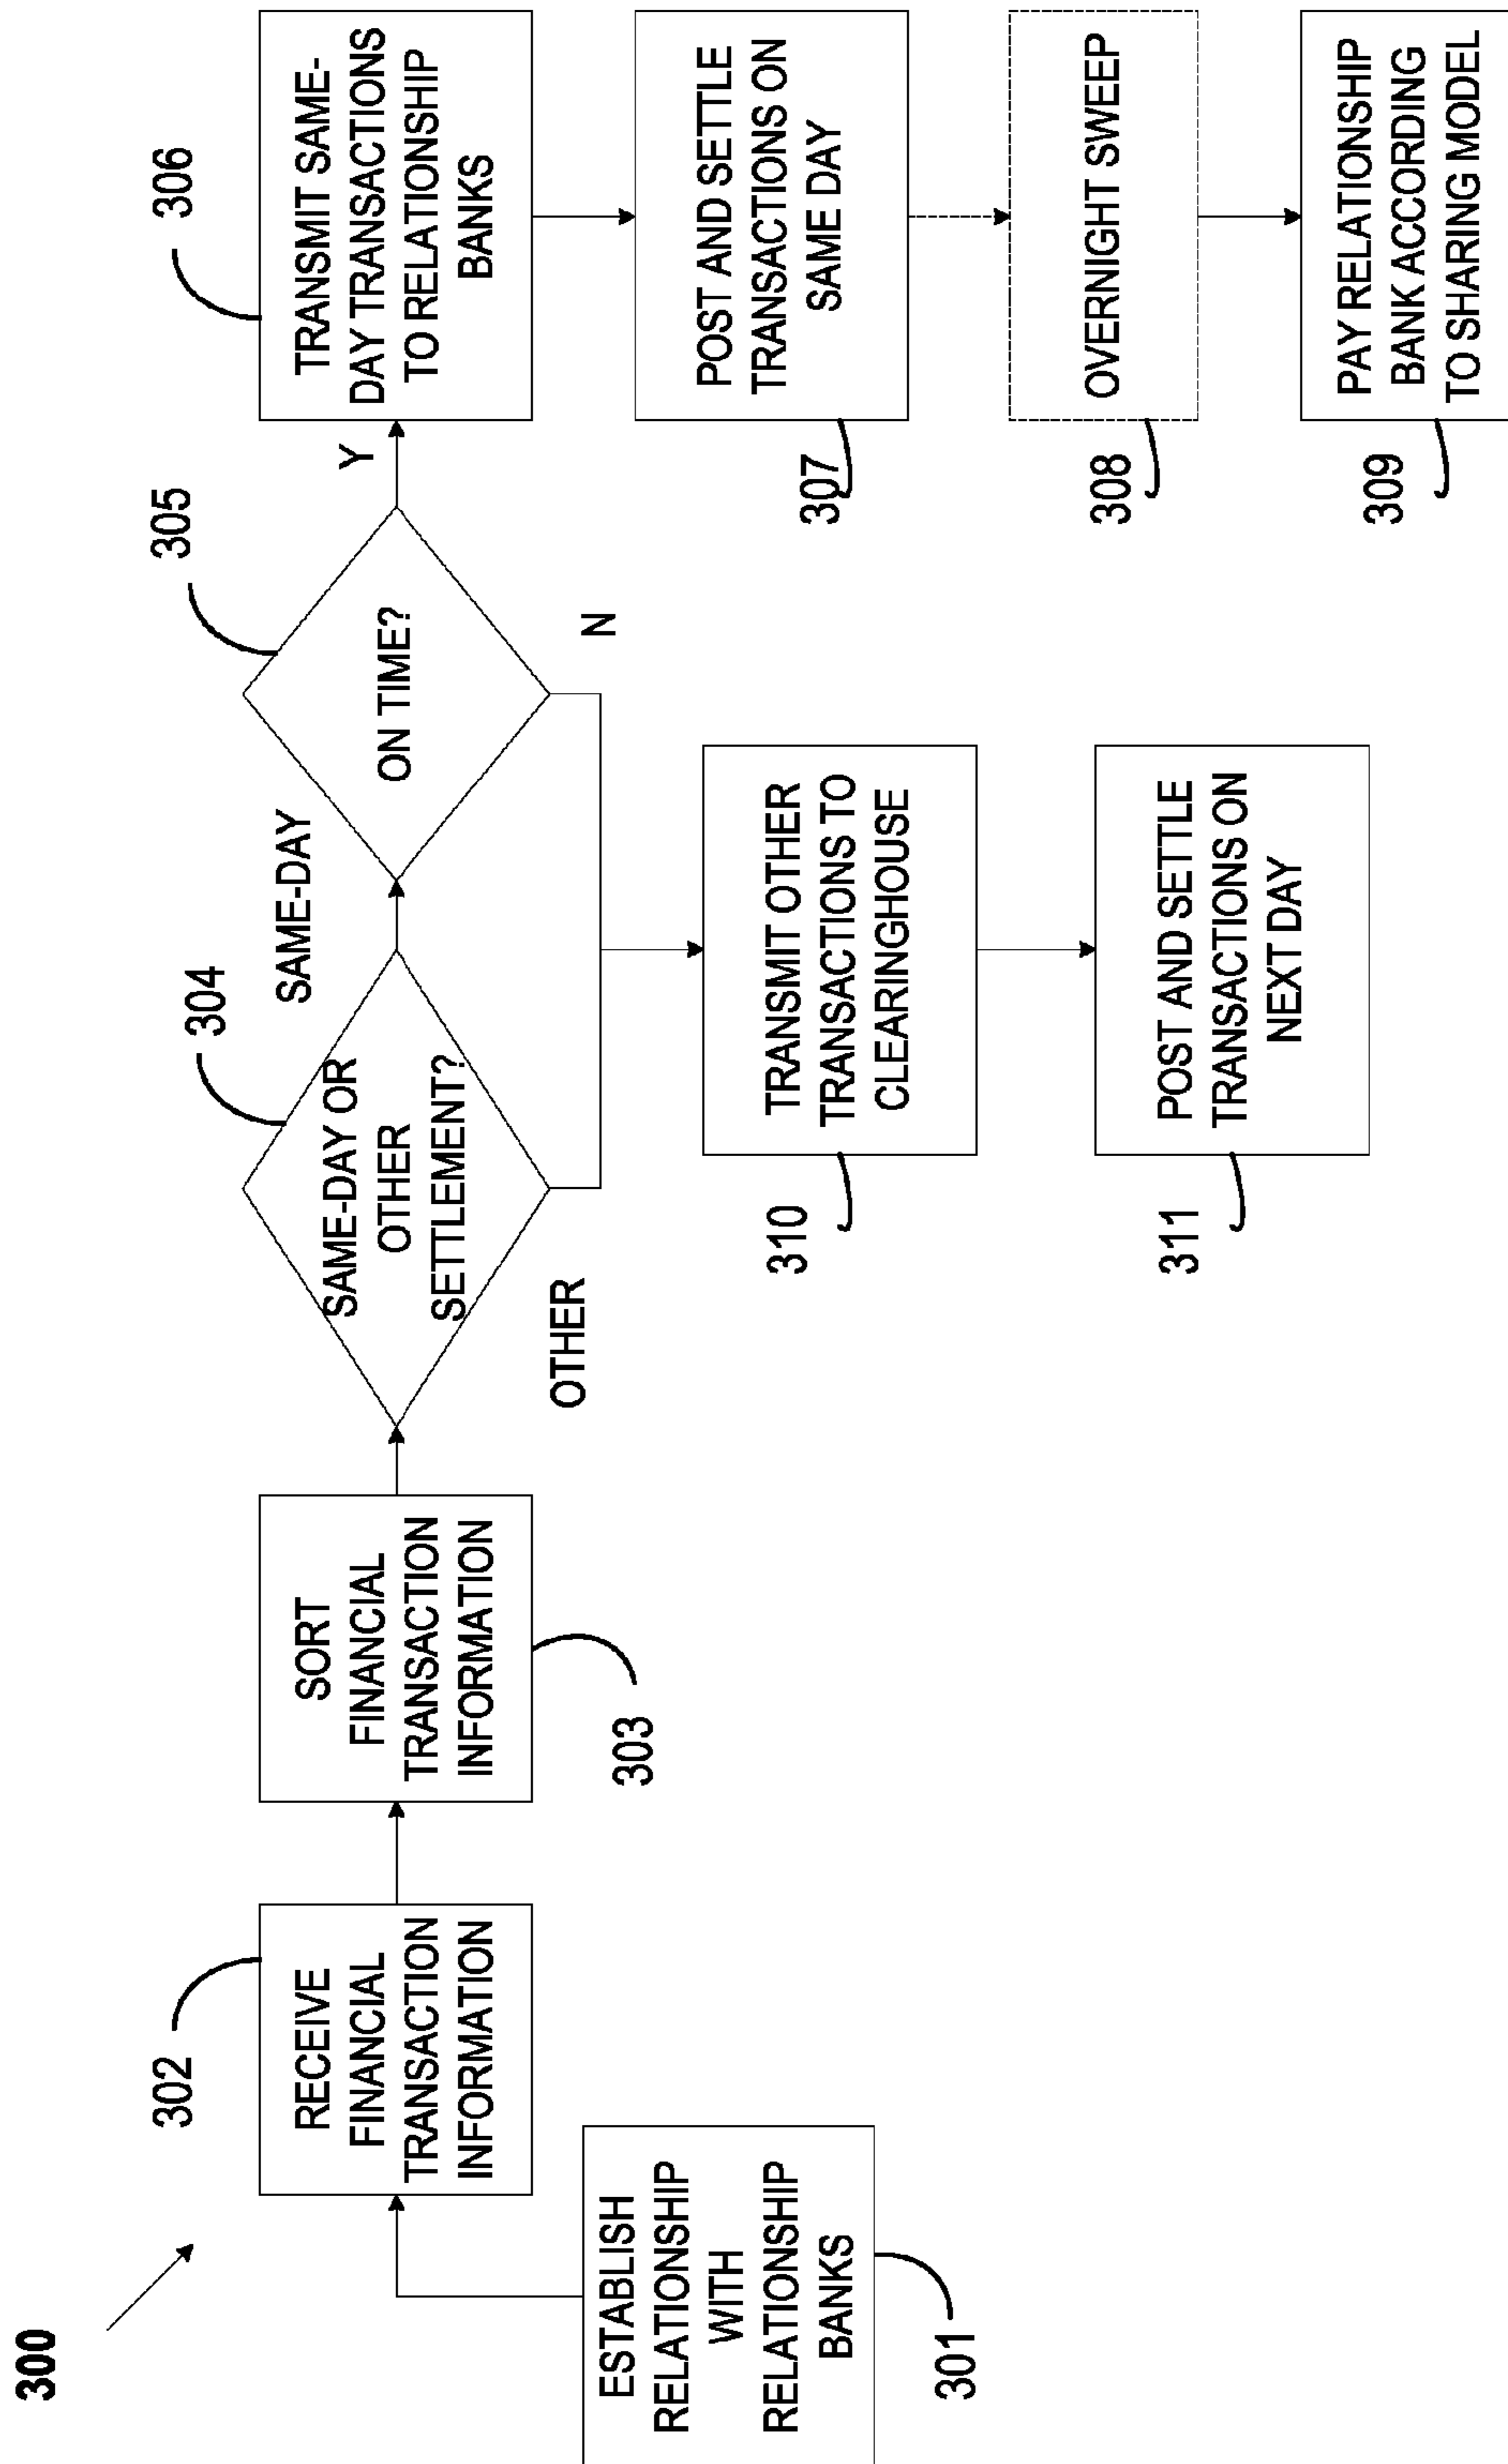 300
301
ESTABLISH
RELATIONSHIP
WITH
RELATIONSHIP
BANKS
302
RECEIVE
FINANCIAL
TRANSACTION
INFORMATION
303
SORT
FINANCIAL
TRANSACTION
INFORMATION
304
SAME-DAY OR
OTHER
SETTLEMENT?
SAME-DAY
OTHER
305
ON TIME?
Y
N
306
TRANSMIT SAME-
DAY TRANSACTIONS
TO RELATIONSHIP
BANKS
307
POST AND SETTLE
TRANSACTIONS ON
SAME DAY
308
OVERNIGHT SWEEP
309
PAY RELATIONSHIP
BANK ACCORDING
TO SHARING MODEL
310
TRANSMIT OTHER
TRANSACTIONS TO
CLEARINGHOUSE
311
POST AND SETTLE
TRANSACTIONS ON
NEXT DAY